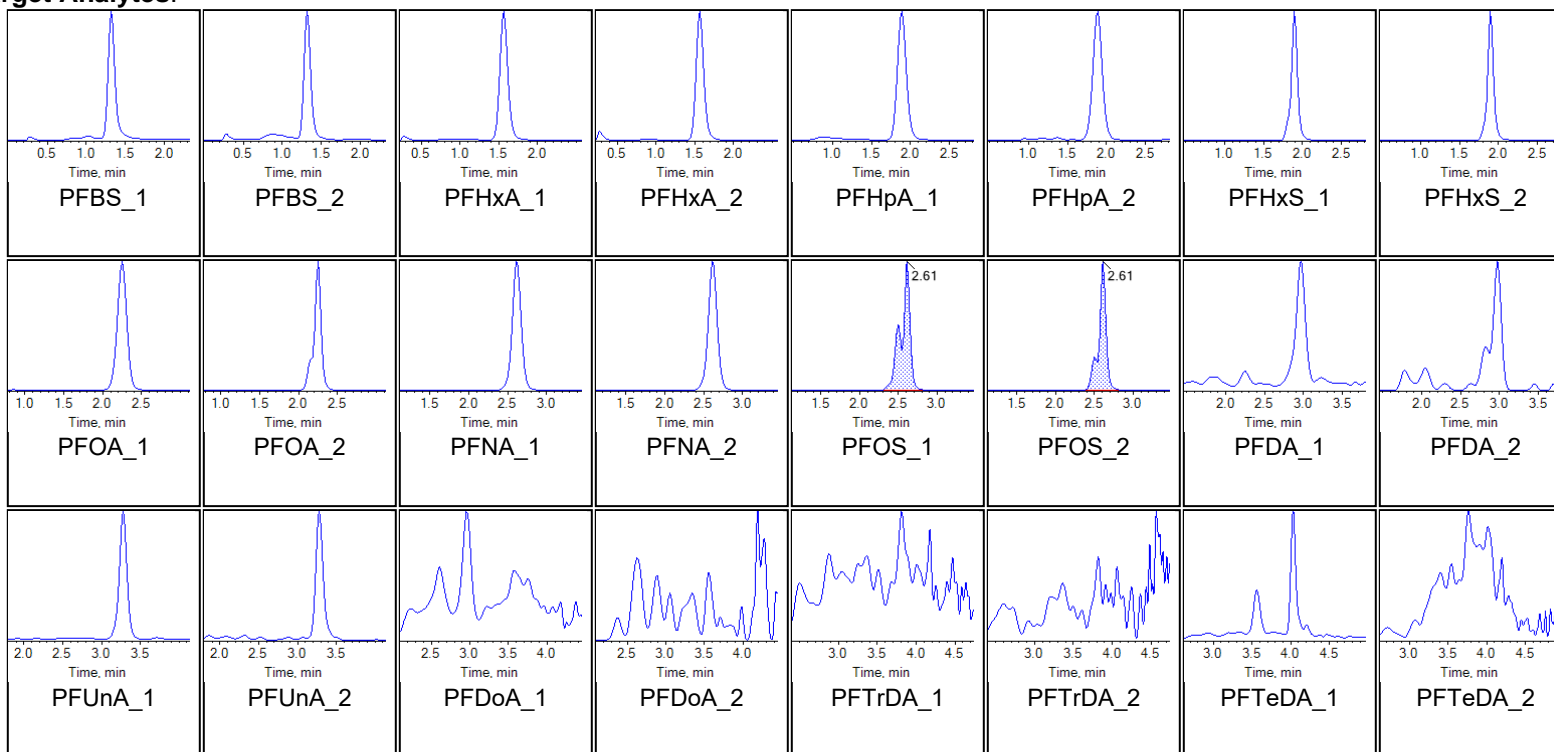 rget Analytes:
0.5 1.0 1.5 2.0 0.5 1.0 1.5 2.0 0.5 1.0 1.5 2.0 0.5 1.0 1.5 2.0 1.0 1.5 2.0 2.5 1.0 1.5 2.0 2.5 1.0 1.5 2.0 2.5 1.0 1.5 2.0 2.5
Time, min Time, min Time, min Time, min Time, min Time, min Time, min Time, min
PFBS_1 PFBS_2 PFHxA_1 PFHxA_2 PFHpA_1 PFHpA_2 PFHxS_1 PFHxS_2
2.61 2.61
1.0 1.5 2.0 2.5 1.0 1.5 2.0 2.5 1.5 2.0 2.5 3.0 1.5 2.0 2.5 3.0 1.5 2.0 2.5 3.0 1.5 2.0 2.5 3.0 2.0 2.5 3.0 3.5 2.0 2.5 3.0 3.5
Time, min Time, min Time, min Time, min Time, min Time, min Time, min Time, min
PFOA_1 PFOA_2 PFNA_1 PFNA_2 PFOS_1 PFOS_2 PFDA_1 PFDA_2
2.0 2.5 3.0 3.5 2.0 2.5 3.0 3.5 2.5 3.0 3.5 4.0 2.5 3.0 3.5 4.0 3.0 3.5 4.0 4.5 3.0 3.5 4.0 4.5 3.0 3.5 4.0 4.5 3.0 3.5 4.0 4.5
Time, min Time, min Time, min Time, min Time, min Time, min Time, min Time, min
PFUnA_1 PFUnA_2 PFDoA_1 PFDoA_2 PFTrDA_1 PFTrDA_2 PFTeDA_1 PFTeDA_2